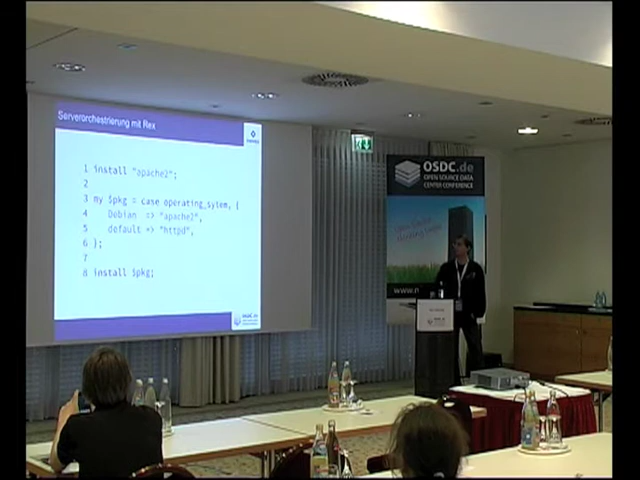 Serverorchestrierung mit Rex
1 install "apache2";
2
3 my $pkg = case operating_sytem, {
4 Debian => "apache2",
5 default => "httpd",
6 };
7
8 install $pkg;
OSDC.de
OPEN SOURCE DATA
CENTER CONFERENCE
www.n